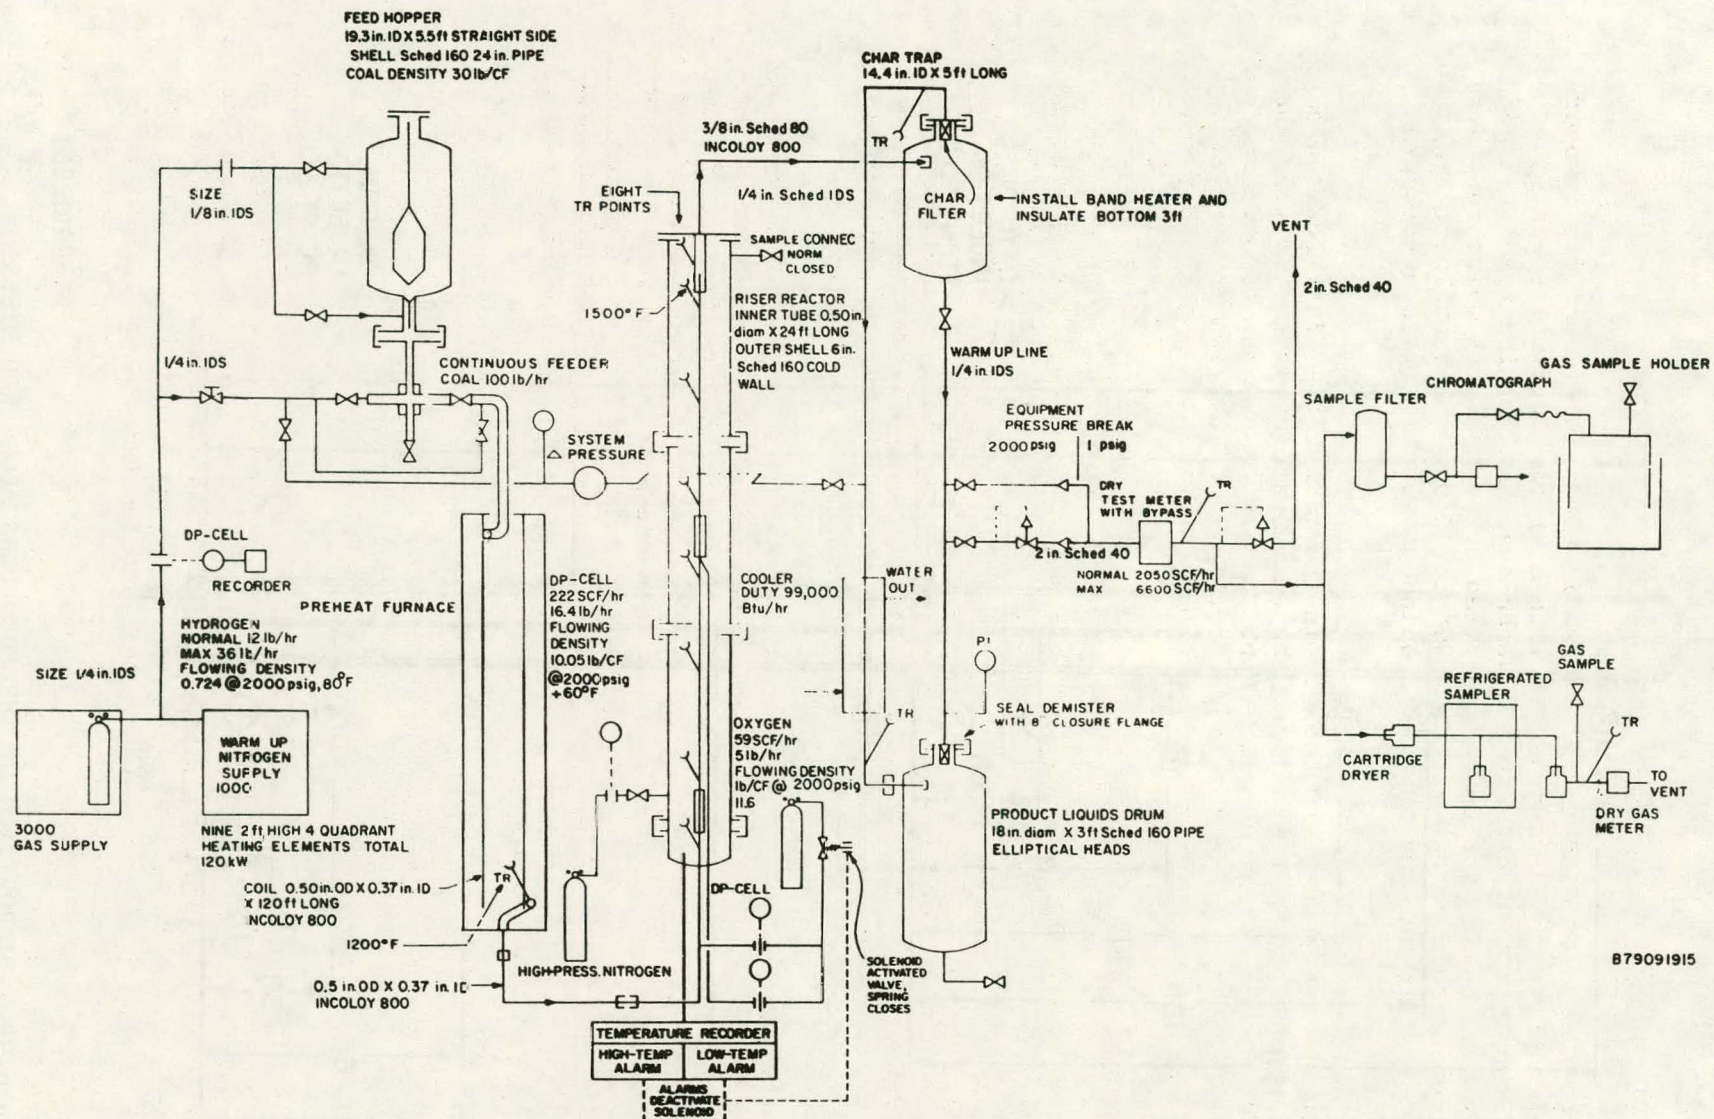 FEED HOPPER
19.3 in. ID X 5.5 ft STRAIGHT SIDE
SHELL Sched 160 24 in. PIPE
COAL DENSITY 30 lb/CF
SIZE
1/8 in. IDS
1/4 in. IDS
CONTINUOUS FEEDER
COAL 100 lb/hr
DP-CELL
RECORDER
PREHEAT FURNACE
HYDROGEN
NORMAL 12 lb/hr
MAX 36 lb/hr
FLOWING DENSITY
0.724 @ 2000 psig, 80°F
SIZE 1/4 in. IDS
WARM UP
NITROGEN
SUPPLY
1000
3000
GAS SUPPLY
NINE 2 ft HIGH 4 QUADRANT
HEATING ELEMENTS TOTAL
120 kW
COIL 0.50 in. OD X 0.37 in. ID
X 120 ft LONG
INCOLOY 800
TR
1200°F
0.5 in. OD X 0.37 in. ID
INCOLOY 800
SYSTEM
△ PRESSURE
DP-CELL
222 SCF/hr
16.4 lb/hr
FLOWING
DENSITY
10.05 lb/CF
@ 2000 psig
+60°F
HIGH-PRESS. NITROGEN
EIGHT
TR POINTS
1500°F
3/8 in. Sched 80
INCOLOY 800
1/4 in. Sched IDS
SAMPLE CONNEC
NORM
CLOSED
RISER REACTOR
INNER TUBE 0.50 in.
diam X 24 ft LONG
OUTER SHELL 6 in.
Sched 160 COLD
WALL
COOLER
DUTY 99,000
Btu/hr
WATER
OUT
OXYGEN
59 SCF/hr
5 lb/hr
FLOWING DENSITY
lb/CF @ 2000 psig
11.6
DP-CELL
SOLENOID
ACTIVATED
VALVE,
SPRING
CLOSES
TEMPERATURE RECORDER
HIGH-TEMP
ALARM
LOW-TEMP
ALARM
ALARMS
DEACTIVATE
SOLENOID
CHAR TRAP
14.4 in. ID X 5 ft LONG
TR
CHAR
FILTER
INSTALL BAND HEATER AND
INSULATE BOTTOM 3 ft
WARM UP LINE
1/4 in. IDS
EQUIPMENT
PRESSURE BREAK
2000 psig
1 psig
DRY
TEST METER
WITH BYPASS
TR
2 in. Sched 40
NORMAL 2050 SCF/hr
MAX 6600 SCF/hr
PI
TR
SEAL DEMISTER
WITH 8" CLOSURE FLANGE
PRODUCT LIQUIDS DRUM
18 in. diam X 3 ft Sched 160 PIPE
ELLIPTICAL HEADS
VENT
2 in. Sched 40
SAMPLE FILTER
CHROMATOGRAPH
GAS SAMPLE HOLDER
GAS
SAMPLE
REFRIGERATED
SAMPLER
TR
CARTRIDGE
DRYER
TO
VENT
DRY GAS
METER
879091915